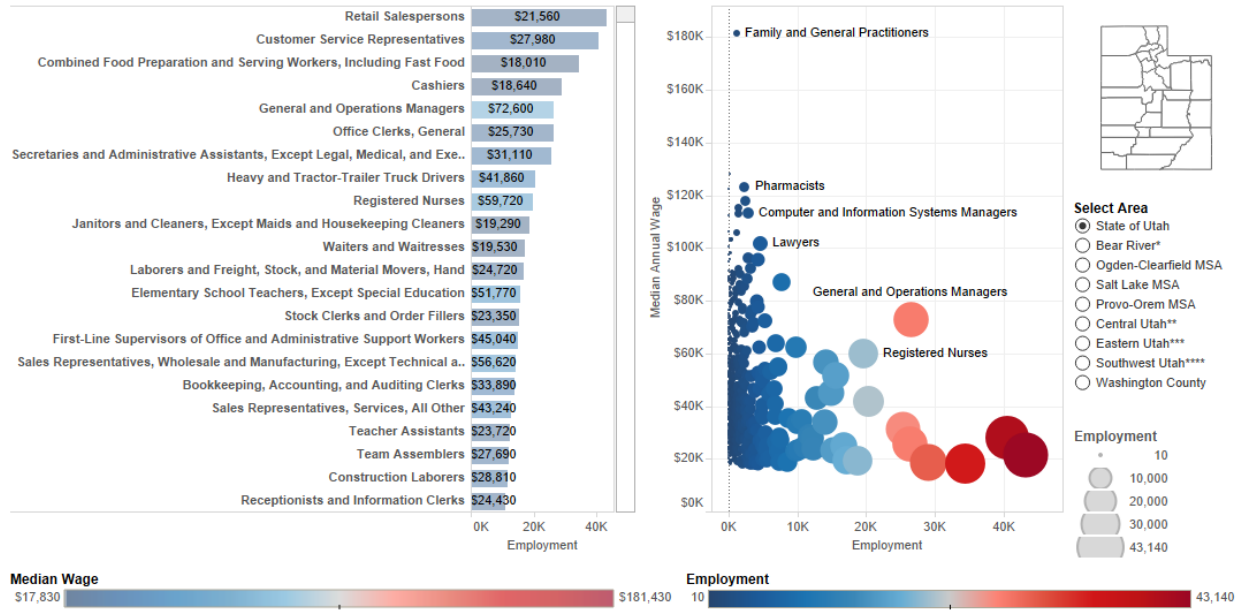 Retail Salespersons $21,560
Customer Service Representatives $27,980
Combined Food Preparation and Serving Workers, Including Fast Food $18,010
Cashiers $18,640
General and Operations Managers $72,600
Office Clerks, General $25,730
Secretaries and Administrative Assistants, Except Legal, Medical, and Exe.. $31,110
Heavy and Tractor-Trailer Truck Drivers $41,860
Registered Nurses $59,720
Janitors and Cleaners, Except Maids and Housekeeping Cleaners $19,290
Waiters and Waitresses $19,530
Laborers and Freight, Stock, and Material Movers, Hand $24,720
Elementary School Teachers, Except Special Education $51,770
Stock Clerks and Order Fillers $23,350
First-Line Supervisors of Office and Administrative Support Workers $45,040
Sales Representatives, Wholesale and Manufacturing, Except Technical a.. $56,620
Bookkeeping, Accounting, and Auditing Clerks $33,890
Sales Representatives, Services, All Other $43,240
Teacher Assistants $23,720
Team Assemblers $27,690
Construction Laborers $28,810
Receptionists and Information Clerks $24,430
0K 20K 40K
Employment
Median Annual Wage
$180K
$160K
$140K
$120K
$100K
$80K
$60K
$40K
$20K
$0K
Family and General Practitioners
Pharmacists
Computer and Information Systems Managers
Lawyers
General and Operations Managers
Registered Nurses
0K 10K 20K 30K 40K
Employment
Select Area
State of Utah
Bear River*
Ogden-Clearfield MSA
Salt Lake MSA
Provo-Orem MSA
Central Utah**
Eastern Utah***
Southwest Utah****
Washington County
Employment
10
10,000
20,000
30,000
43,140
Median Wage
$17,830 $181,430
Employment
10 43,140